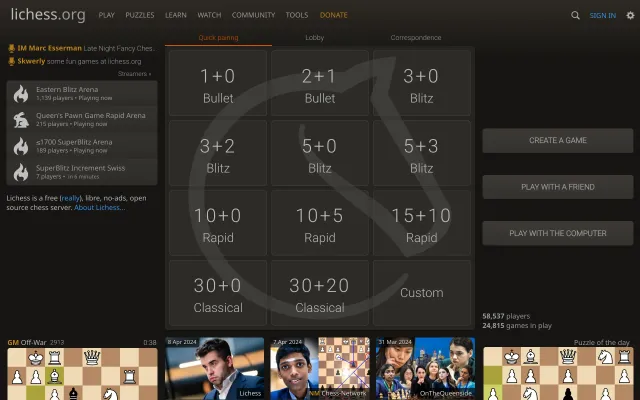 lichess.org PLAY PUZZLES LEARN WATCH COMMUNITY TOOLS DONATE SIGN IN
IM Marc Esserman Late Night Fancy Ches
Skwerly some fun games at lichess.org
Streamers »
Eastern Blitz Arena
1,139 players • Playing now
Queen's Pawn Game Rapid Arena
215 players • Playing now
≤1700 SuperBlitz Arena
189 players • Playing now
SuperBlitz Increment Swiss
7 players • in 6 minutes
Lichess is a free (really), libre, no-ads, open
source chess server. About Lichess...
Quick pairing Lobby Correspondence
1+0
Bullet
2+1
Bullet
3+0
Blitz
3+2
Blitz
5+0
Blitz
5+3
Blitz
10+0
Rapid
10+5
Rapid
15+10
Rapid
30+0
Classical
30+20
Classical
Custom
CREATE A GAME
PLAY WITH A FRIEND
PLAY WITH THE COMPUTER
58,537 players
24,815 games in play
GM Off-War 2913 0:38
8 Apr 2024
Lichess
7 Apr 2024
NM Chess-Network
31 Mar 2024
OnTheQueenside
Puzzle of the day